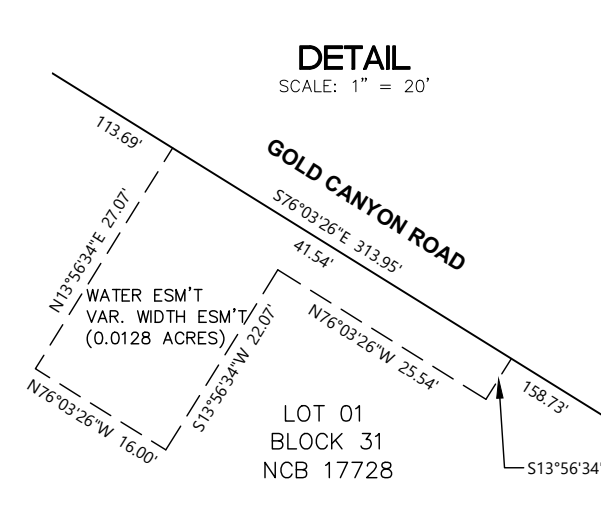 DETAIL
SCALE: 1" = 20'
113.69'
GOLD CANYON ROAD
S76°03'26"E 313.95'
41.54'
N13°56'34"E 27.07'
WATER ESM'T
VAR. WIDTH ESM'T
(0.0128 ACRES)
S13°56'34"W 22.07'
N76°03'26"W 25.54'
N76°03'26"W 16.00'
158.73'
LOT 01
BLOCK 31
NCB 17728
S13°56'34"